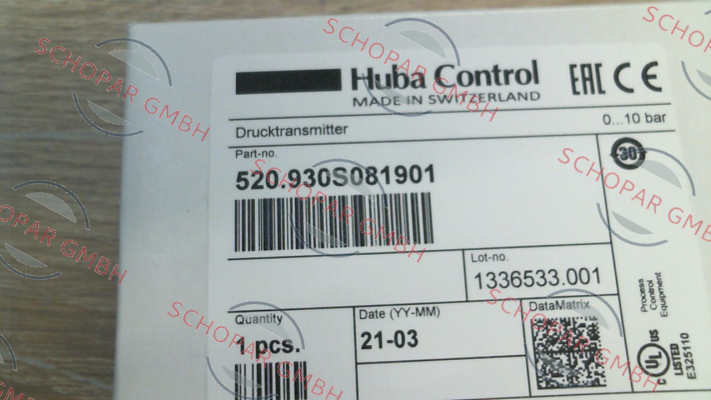 Huba Control
MADE IN SWITZERLAND
EAC CE
Drucktransmitter
0...10 bar
Part-no.
520.930S081901
30
Lot-no.
1336533.001
Quantity
1 pcs.
Date (YY-MM)
21-03
DataMatrix
Process
Control
Equipment
C UL US
LISTED
E325110
SCHOPAR GMBH
SCHOPAR GMBH
SCHOPAR GMBH
SCHOPAR GMBH
SCHOPAR GMBH
SCHOPAR GMBH
SCHOPAR GMBH